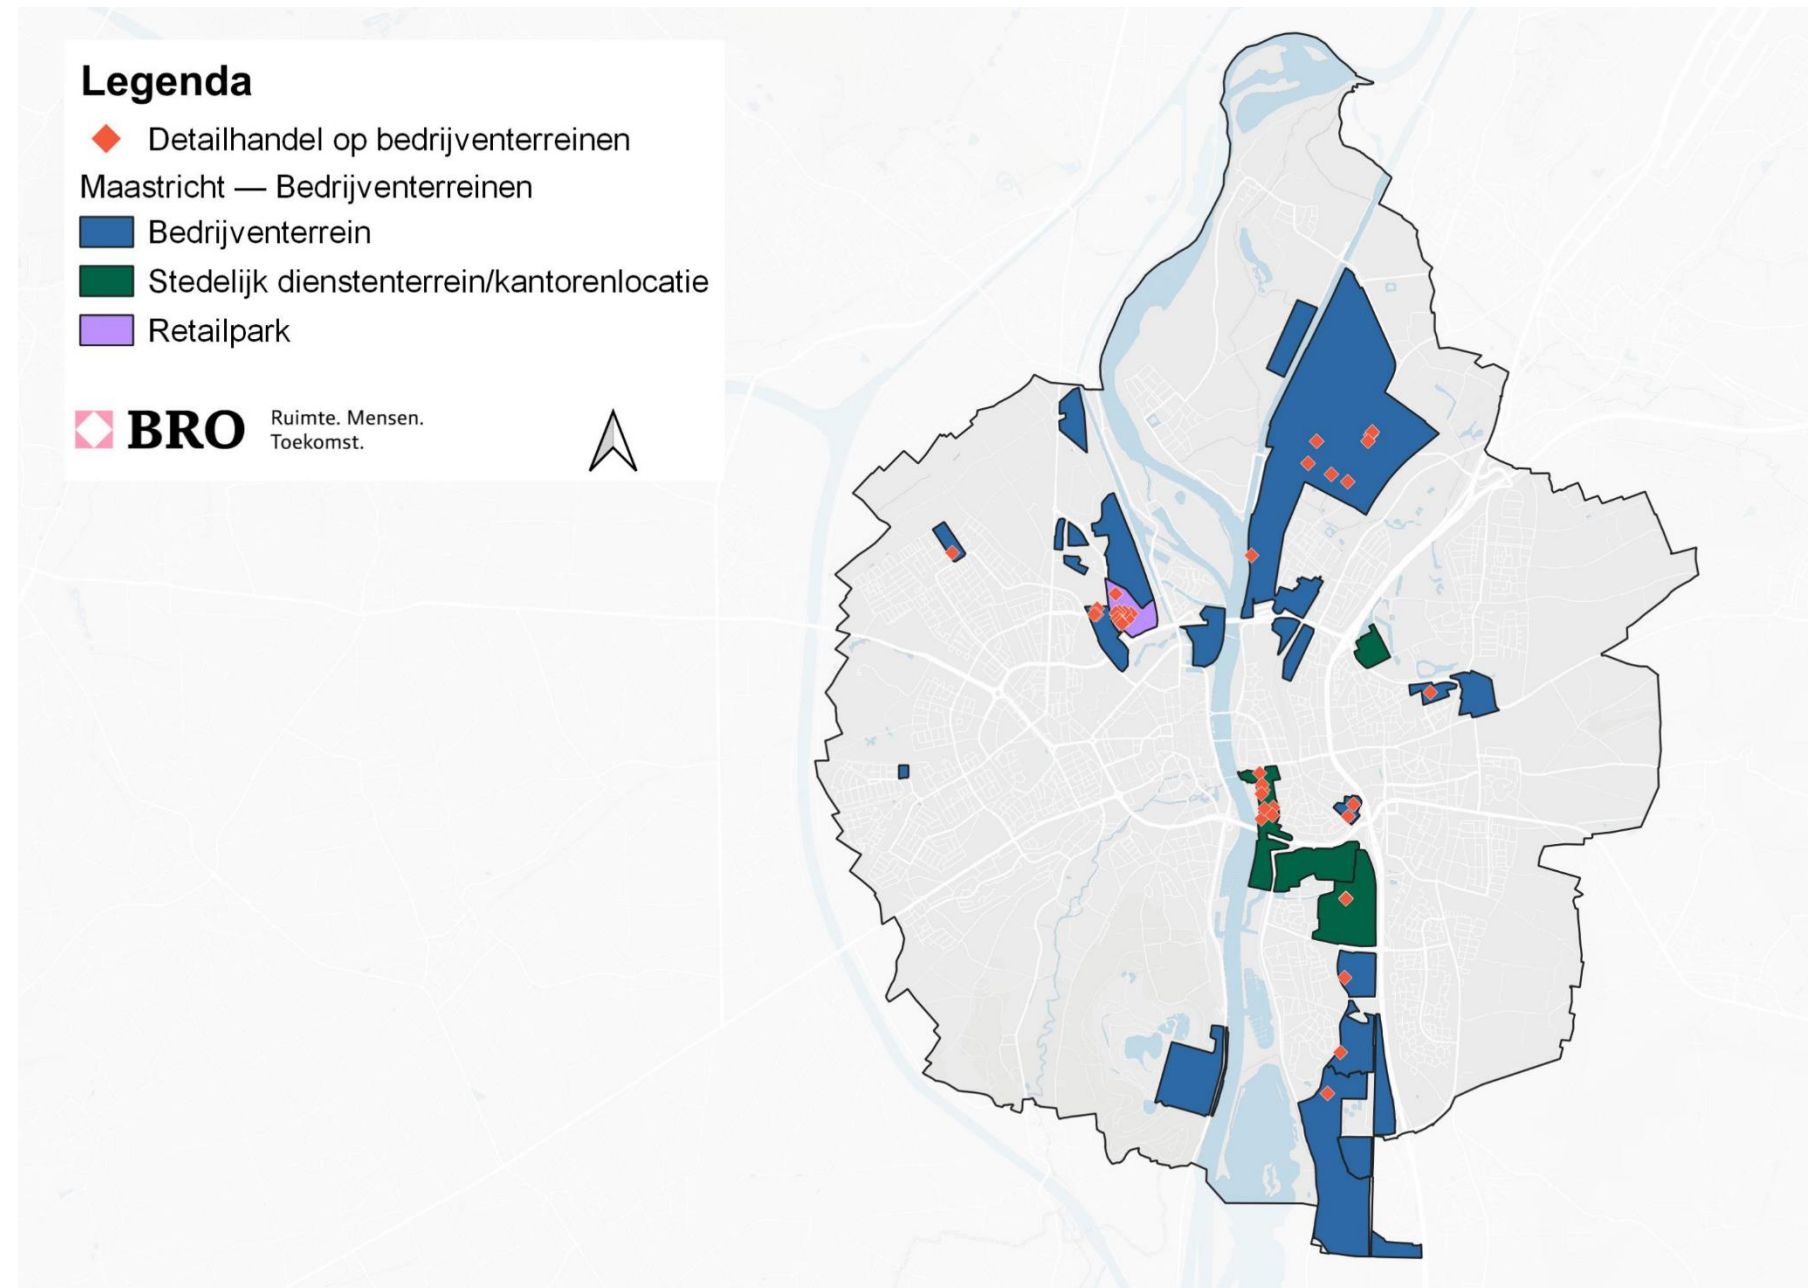 Legenda
Detailhandel op bedrijventerreinen
Maastricht — Bedrijventerreinen
Bedrijventerrein
Stedelijk dienstenterrein/kantorenlocatie
Retailpark
BRO
Ruimte. Mensen.
Toekomst.